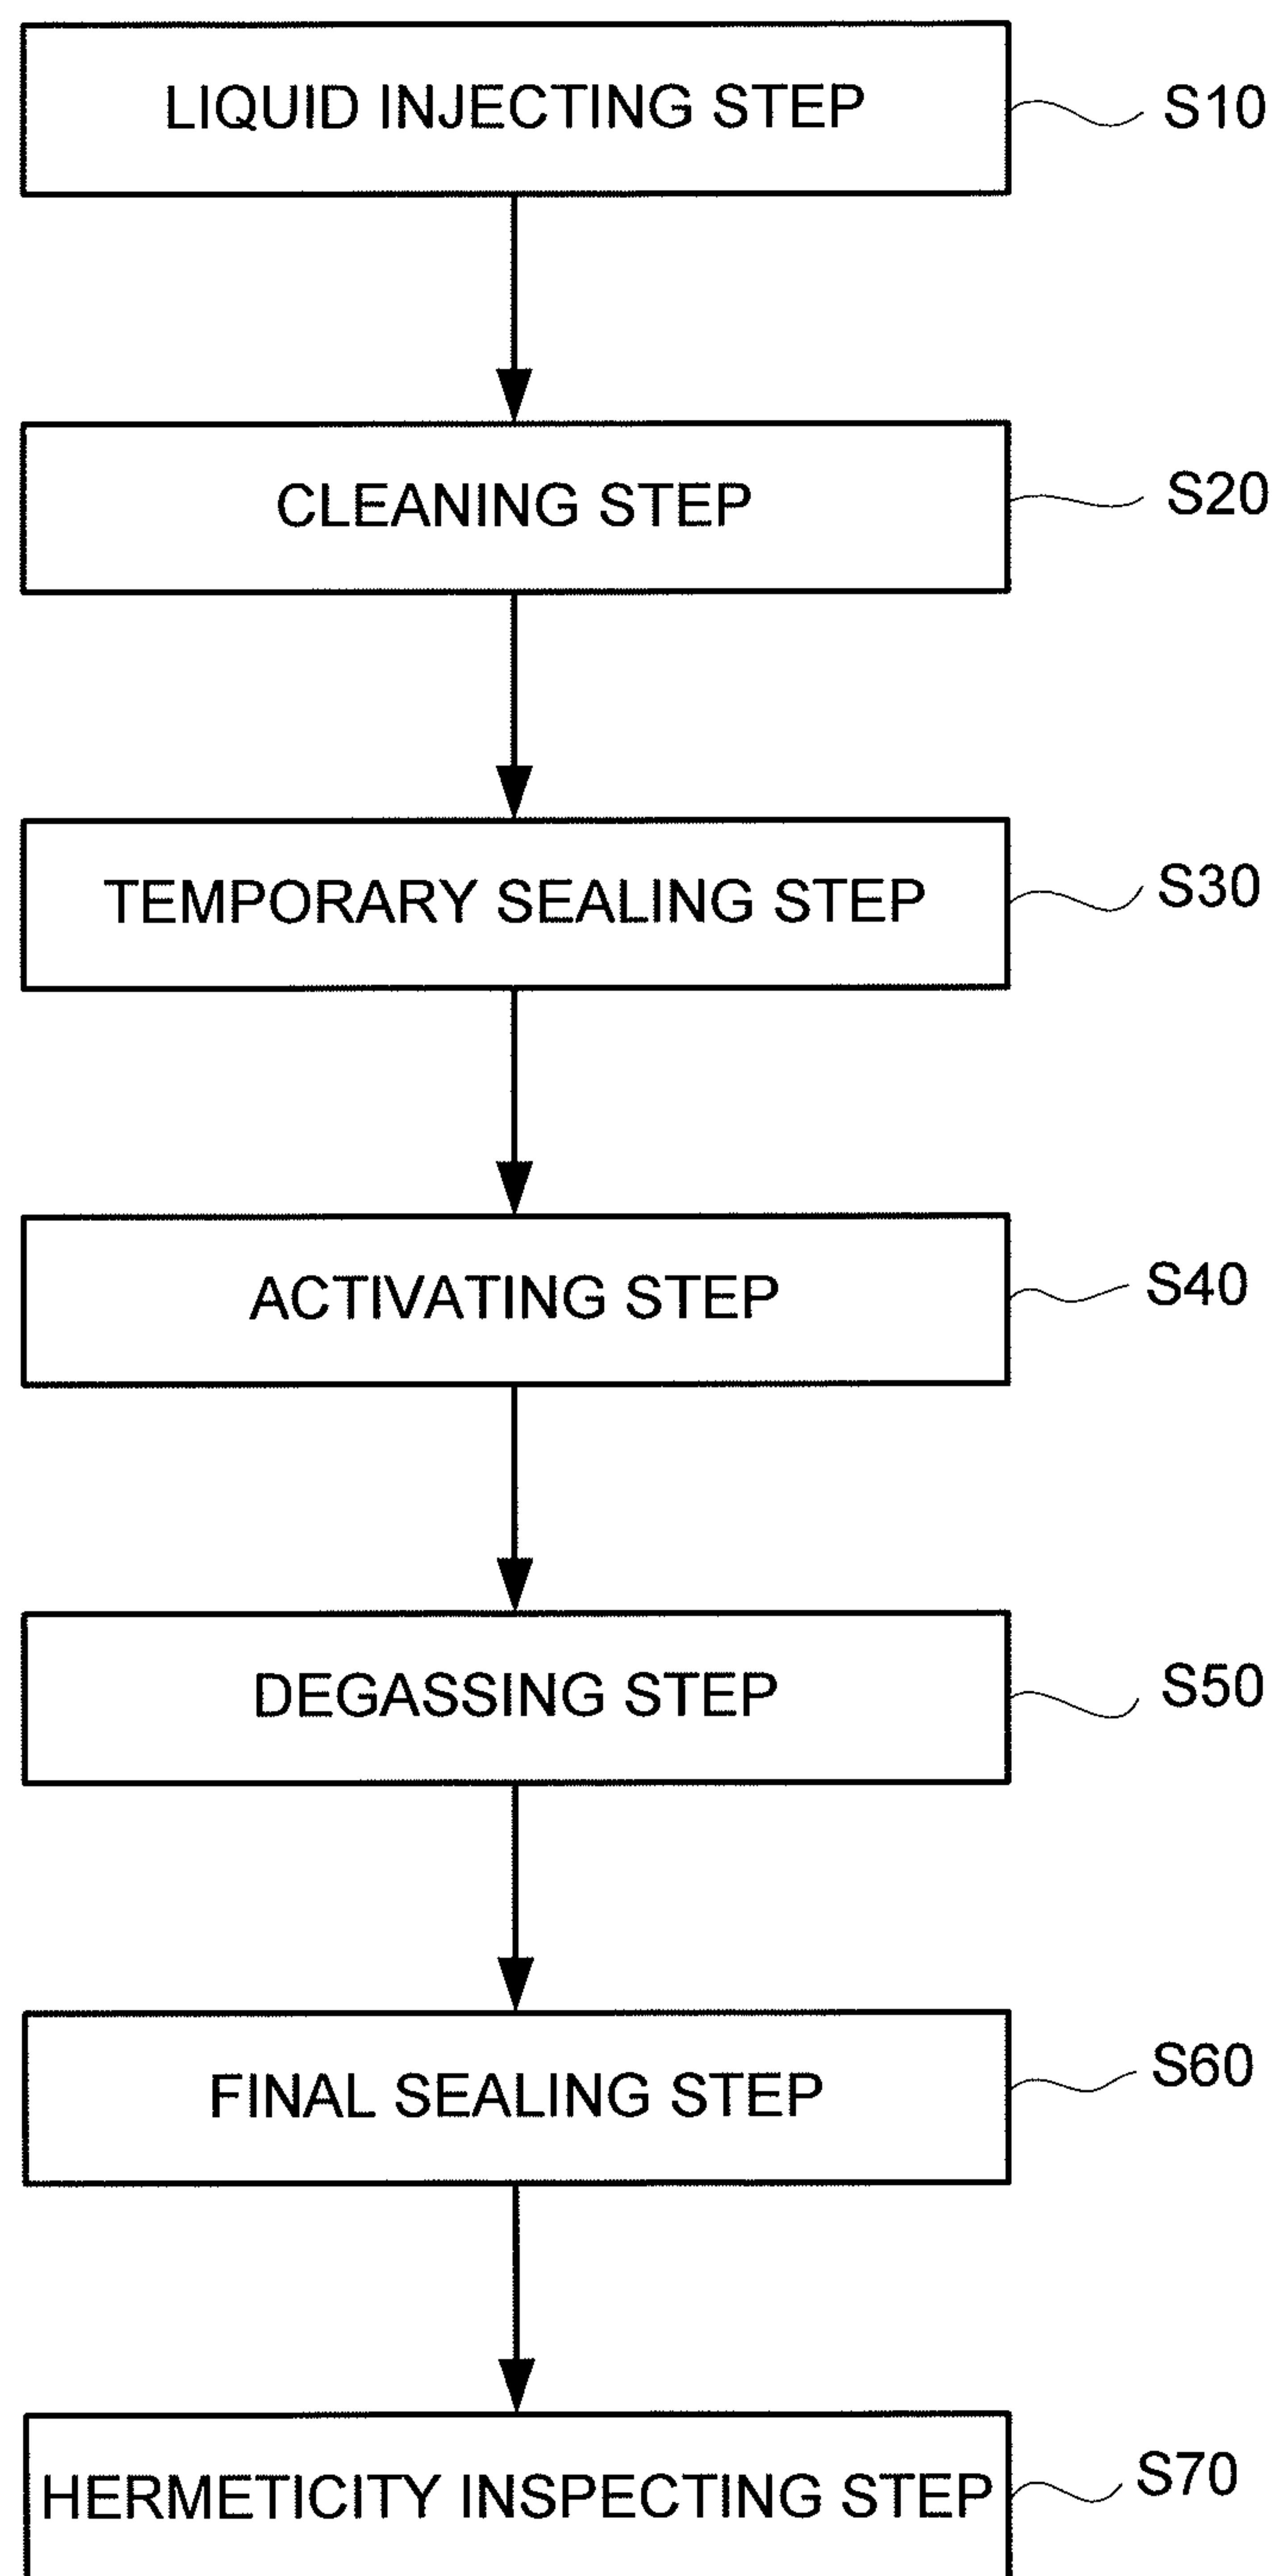 LIQUID INJECTING STEP S10
CLEANING STEP S20
TEMPORARY SEALING STEP S30
ACTIVATING STEP S40
DEGASSING STEP S50
FINAL SEALING STEP S60
HERMETICITY INSPECTING STEP S70